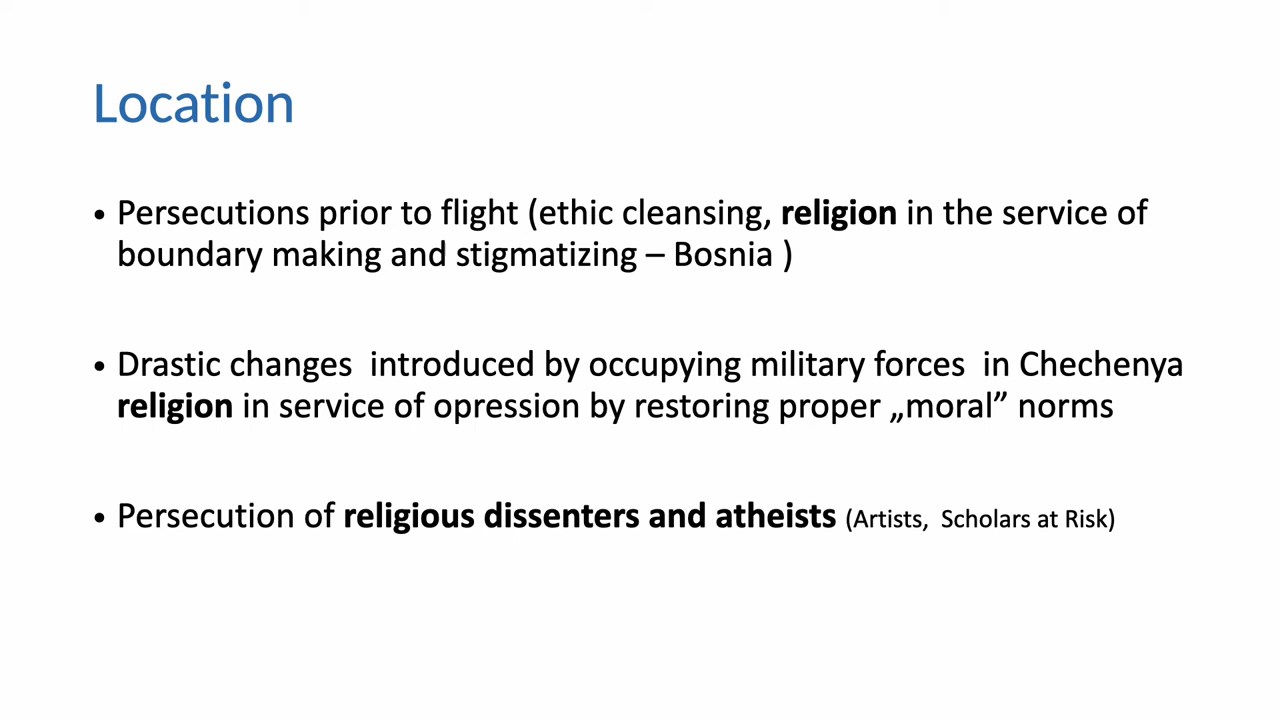 Location
• Persecutions prior to flight (ethic cleansing, religion in the service of
boundary making and stigmatizing – Bosnia )
• Drastic changes  introduced by occupying military forces  in Chechenya
religion in service of opression by restoring proper „moral” norms
• Persecution of religious dissenters and atheists (Artists,  Scholars at Risk)